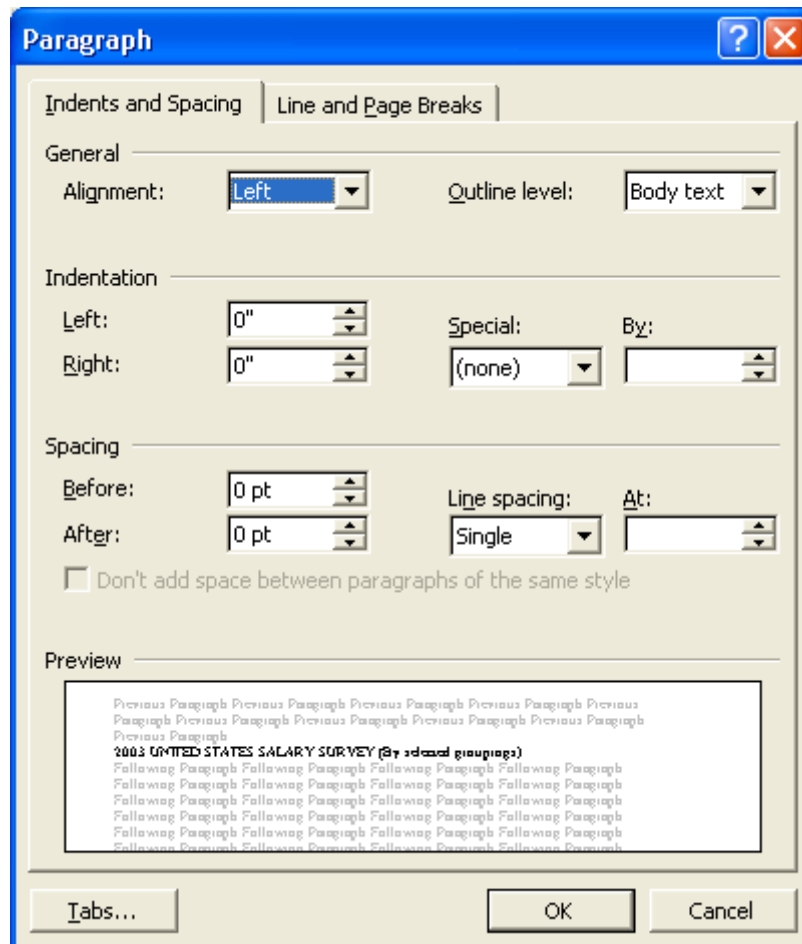 Paragraph
Indents and Spacing Line and Page Breaks
General
Alignment: Left Outline level: Body text
Indentation
Left: 0" Special: By:
Right: 0" (none)
Spacing
Before: 0 pt Line spacing: At:
After: 0 pt Single
Don't add space between paragraphs of the same style
Preview
Previous Paragraph Previous Paragraph Previous Paragraph Previous Paragraph Previous
Paragraph Previous Paragraph Previous Paragraph Previous Paragraph Previous Paragraph
Previous Paragraph
2003 UNITED STATES SALARY SURVEY (By selected groupings)
Following Paragraph Following Paragraph Following Paragraph Following Paragraph
Following Paragraph Following Paragraph Following Paragraph Following Paragraph
Following Paragraph Following Paragraph Following Paragraph Following Paragraph
Following Paragraph Following Paragraph Following Paragraph Following Paragraph
Following Paragraph Following Paragraph Following Paragraph Following Paragraph
Following Paragraph Following Paragraph Following Paragraph Following Paragraph
Tabs... OK Cancel